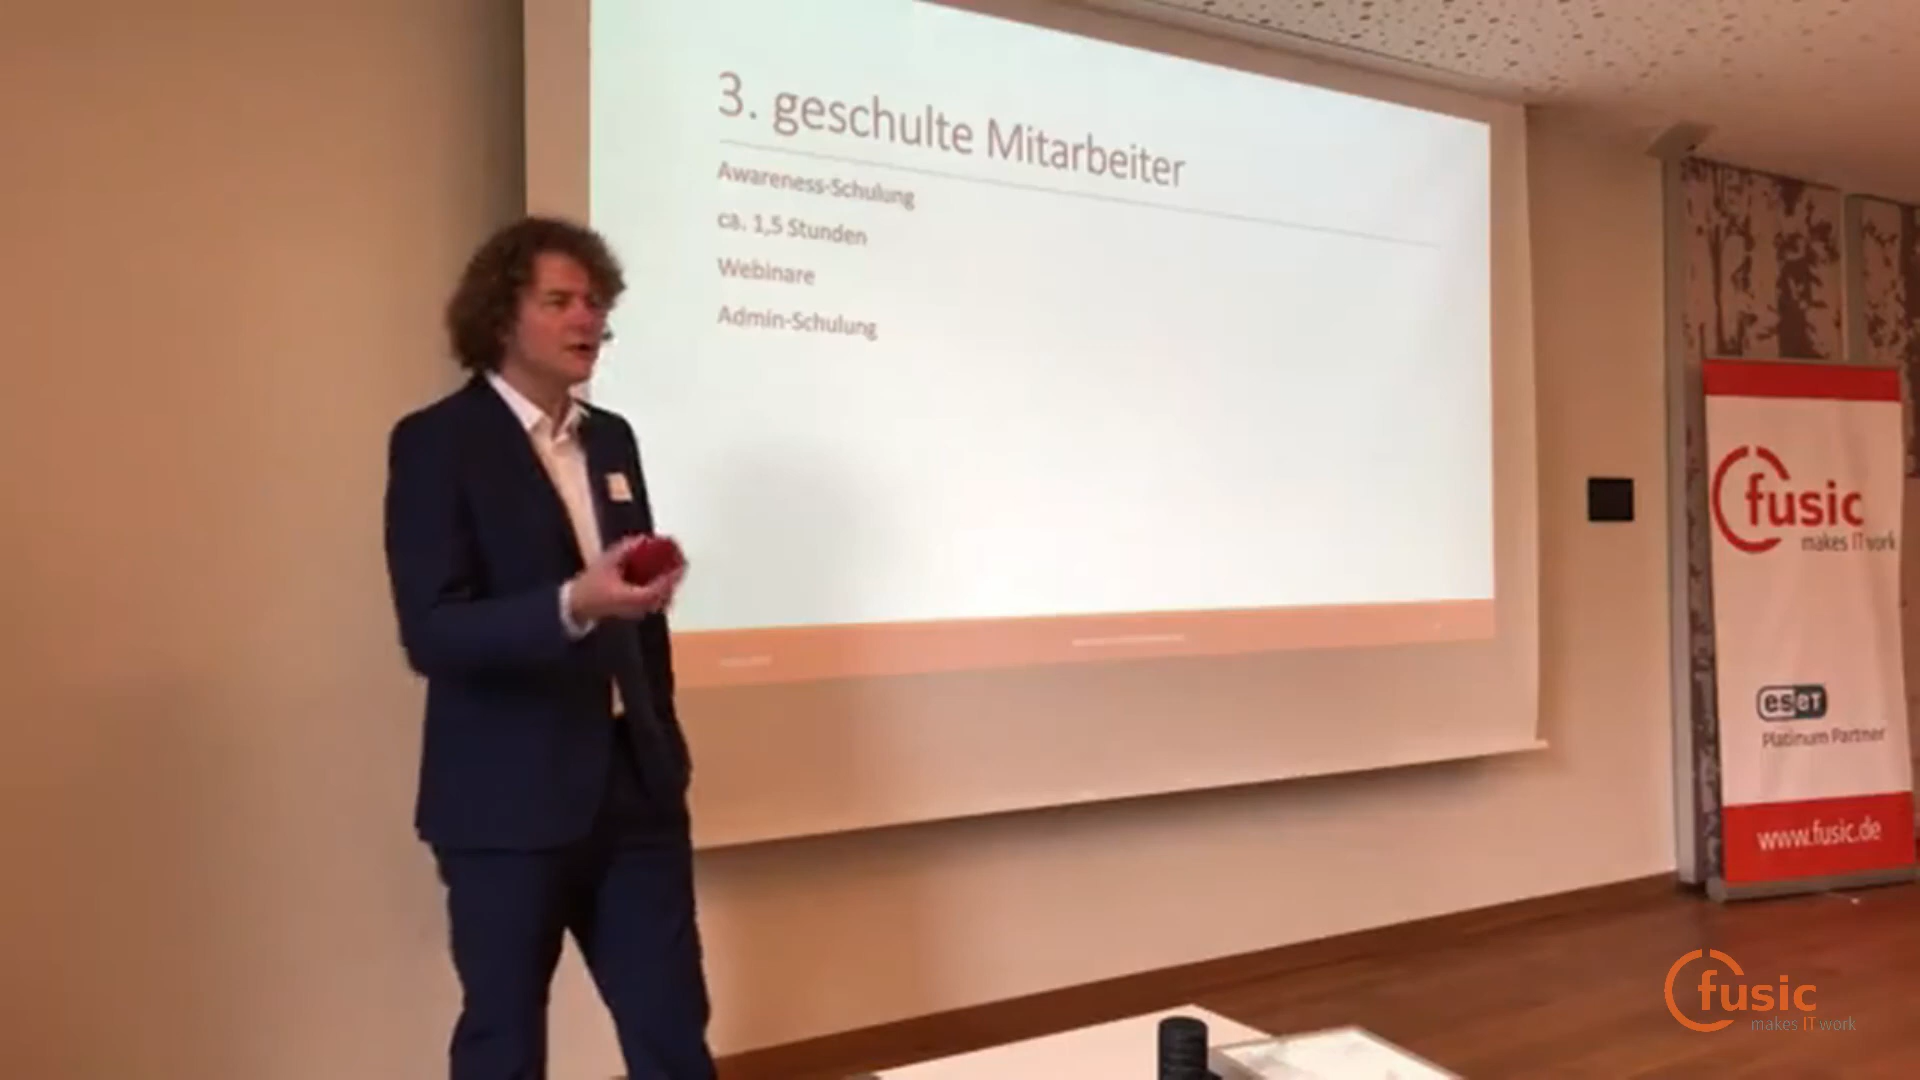 3. geschulte Mitarbeiter
Awareness-Schulung
ca. 1,5 Stunden
Webinare
Admin-Schulung
fusic
makes IT work
eseT
Platinum Partner
www.fusic.de
fusic
makes IT work